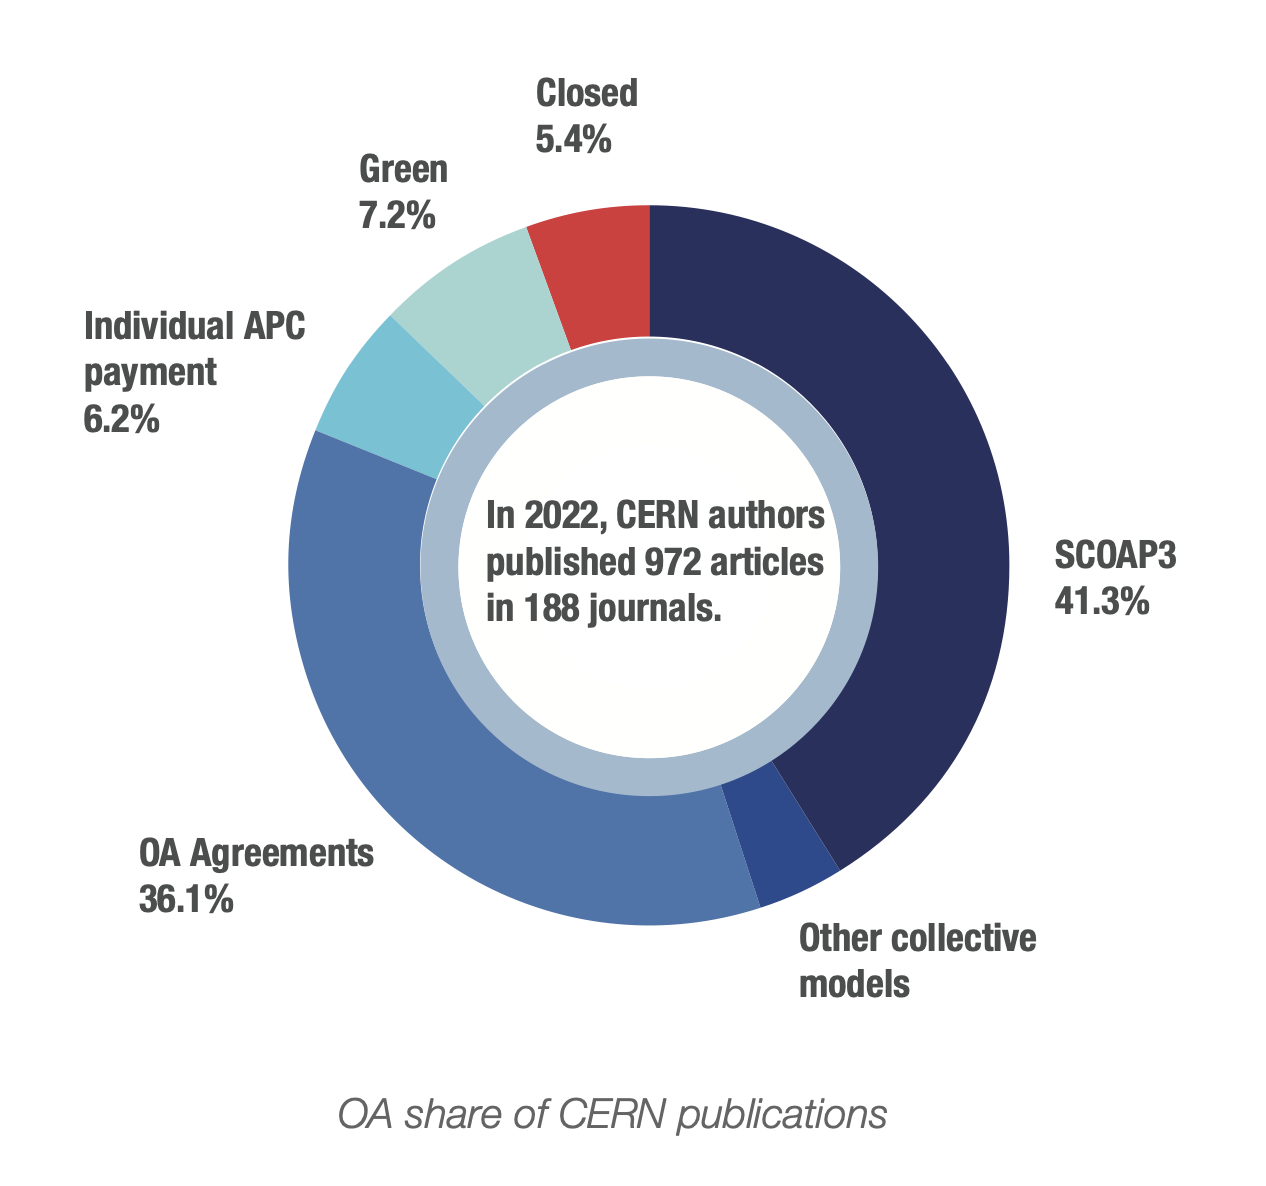 Closed
5.4%
Green
7.2%
Individual APC
payment
6.2%
In 2022, CERN authors
published 972 articles
in 188 journals.
SCOAP3
41.3%
OA Agreements
36.1%
Other collective
models
OA share of CERN publications